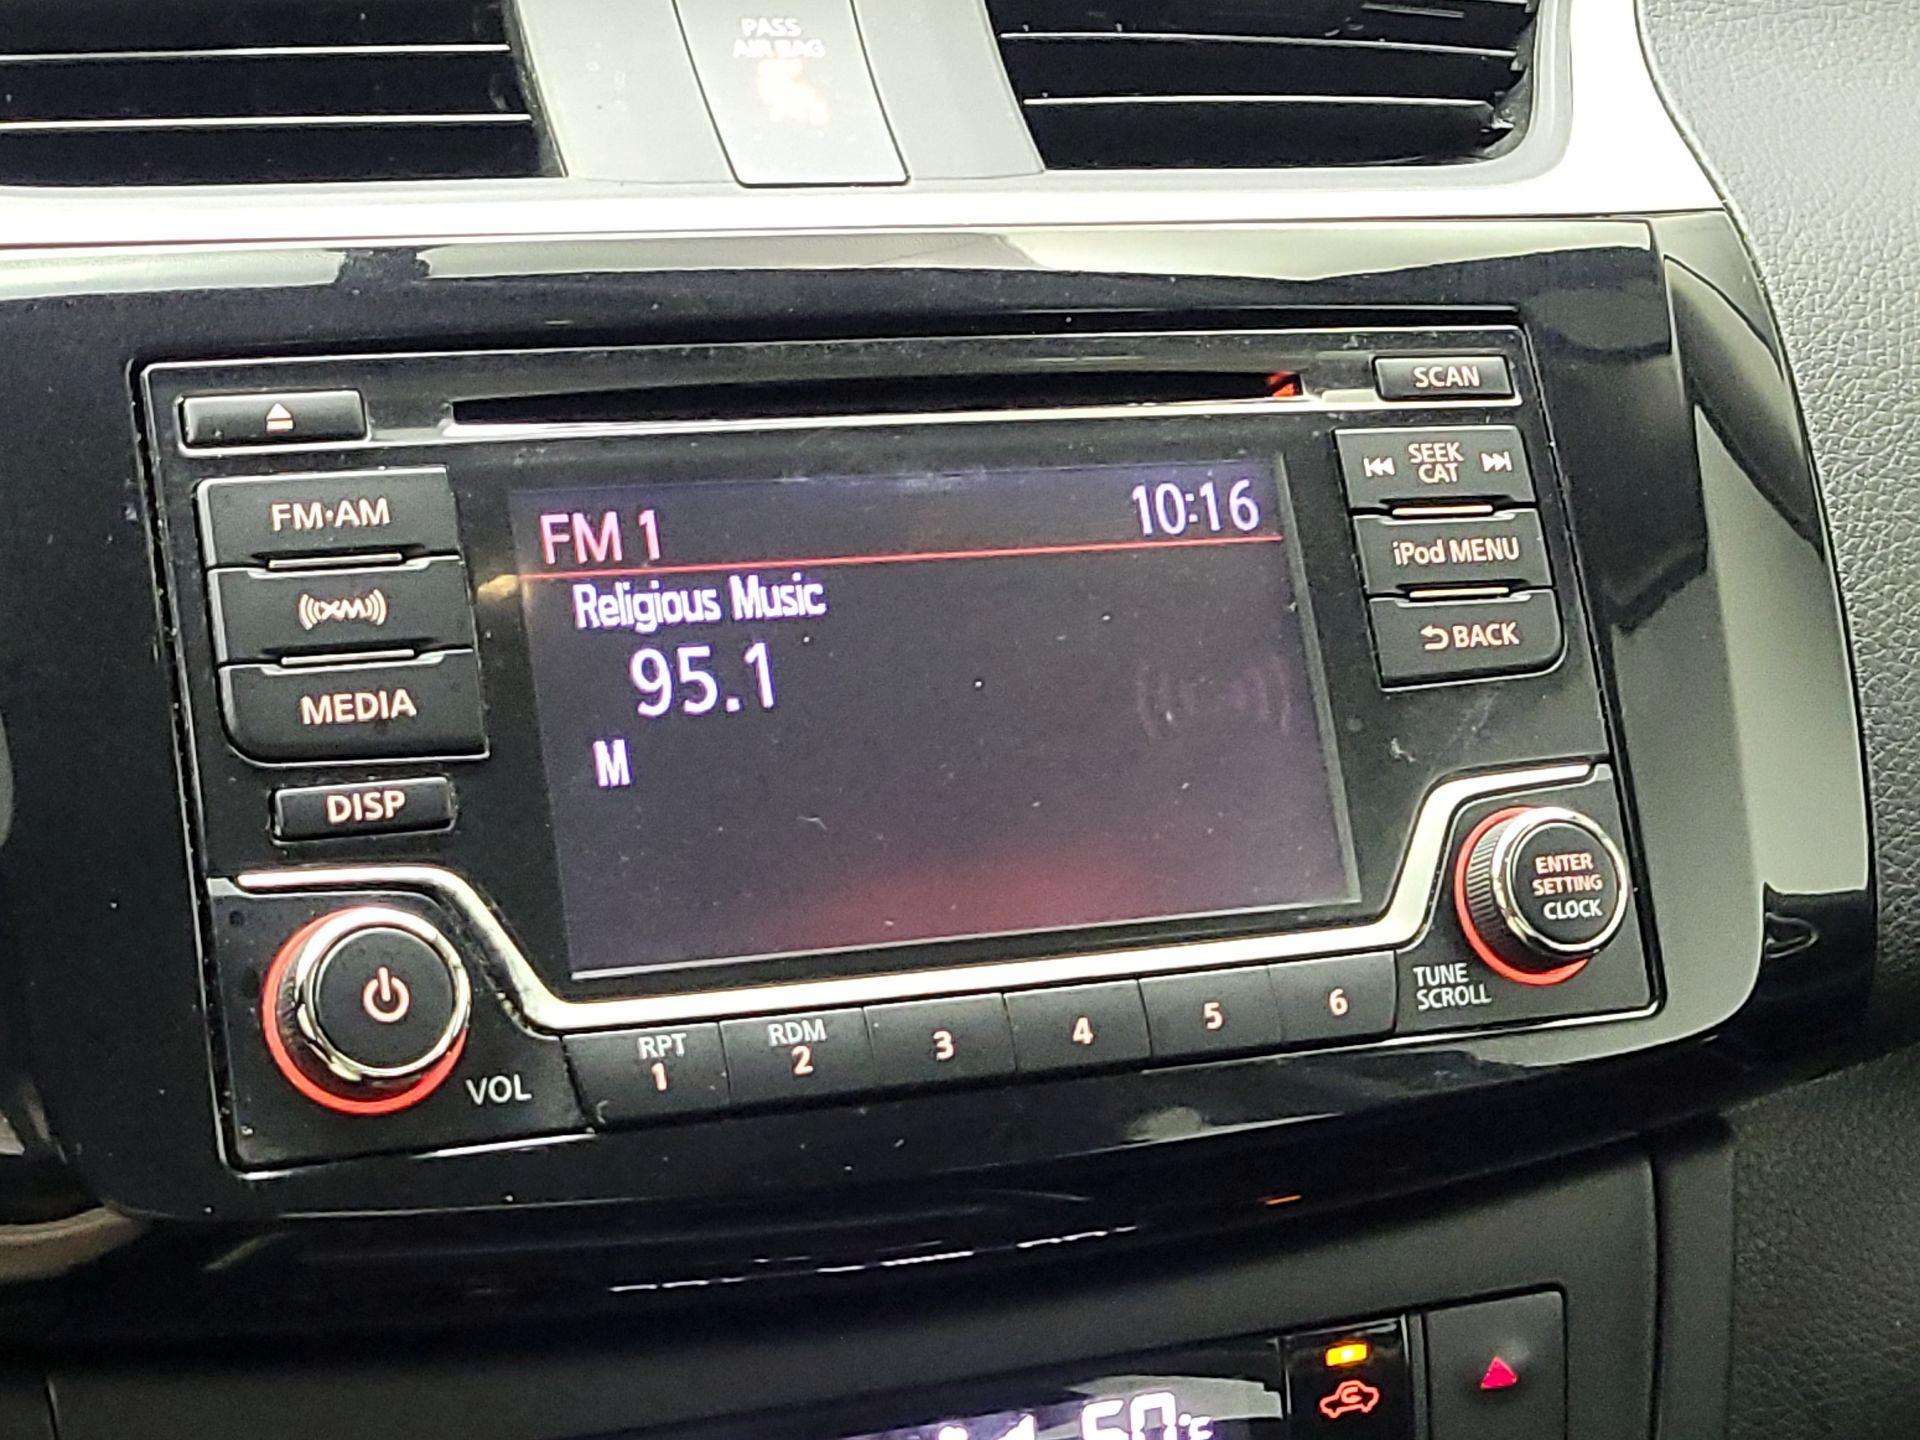 PASS
AIR BAG
SCAN
FM·AM
XM
MEDIA
DISP
FM 1 10:16
Religious Music
95.1
M
SEEK
CAT
iPod MENU
BACK
ENTER
SETTING
CLOCK
TUNE
SCROLL
VOL
RPT
1
RDM
2
3
4
5
6